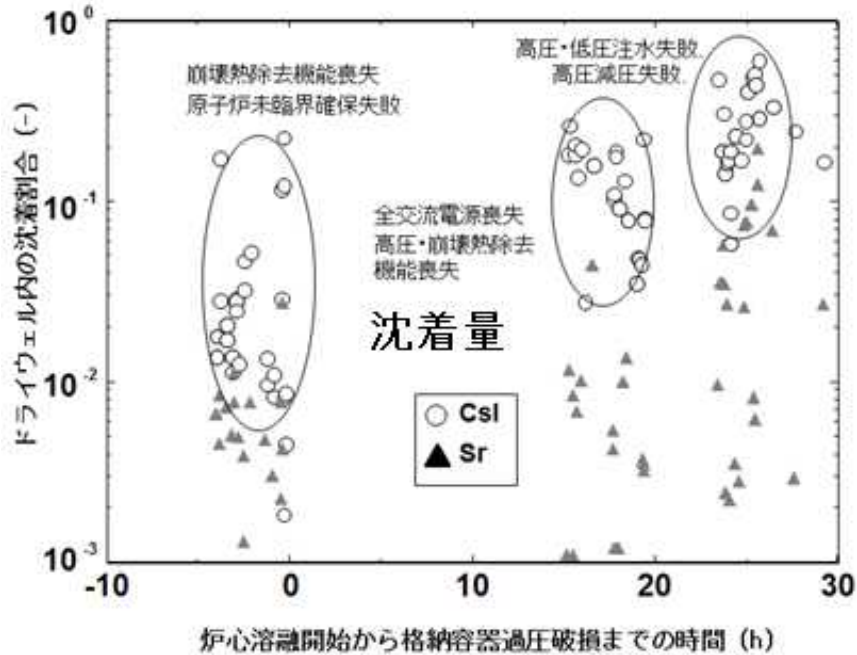 10⁰
10⁻¹
10⁻²
10⁻³
ドライウェル内の沈着割合 (-)
崩壊熱除去機能喪失
原子炉未臨界確保失敗
高圧・低圧注水失敗
高圧減圧失敗
全交流電源喪失
高圧・崩壊熱除去
機能喪失
沈着量
CsI
Sr
-10
0
10
20
30
炉心溶融開始から格納容器過圧破損までの時間 (h)